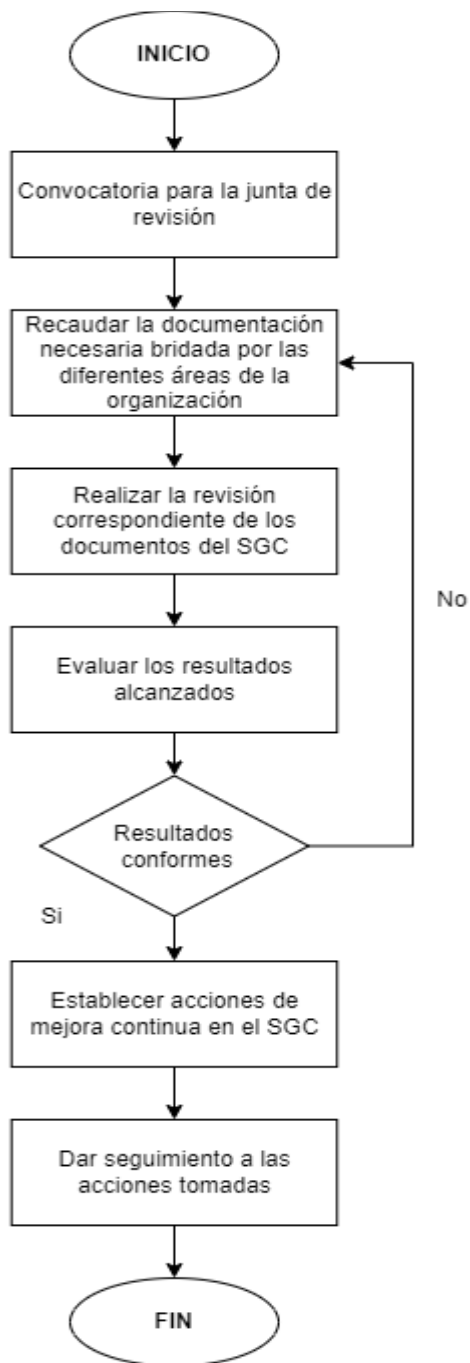 INICIO
Convocatoria para la junta de
revisión
Recaudar la documentación
necesaria bridada por las
diferentes áreas de la
organización
Realizar la revisión
correspondiente de los
documentos del SGC
No
Evaluar los resultados
alcanzados
Resultados
conformes
Si
Establecer acciones de
mejora continua en el SGC
Dar seguimiento a las
acciones tomadas
FIN